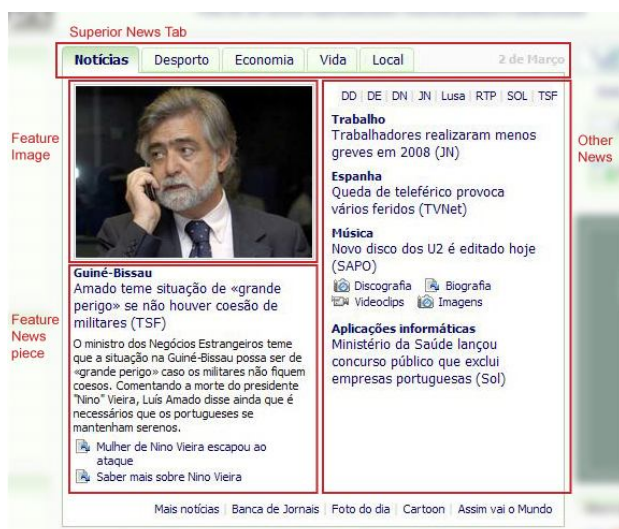 Superior News Tab
Notícias Desporto Economia Vida Local 2 de Março
Feature
Image
DD | DE | DN | JN | Lusa | RTP | SOL | TSF
Trabalho
Trabalhadores realizaram menos
greves em 2008 (JN)
Espanha
Queda de teleférico provoca
vários feridos (TVNet)
Música
Novo disco dos U2 é editado hoje
(SAPO)
Discografia Biografia
Videoclips Imagens
Aplicações informáticas
Ministério da Saúde lançou
concurso público que exclui
empresas portuguesas (Sol)
Other
News
Feature
News
piece
Guiné-Bissau
Amado teme situação de «grande
perigo» se não houver coesão de
militares (TSF)
O ministro dos Negócios Estrangeiros teme
que a situação na Guiné-Bissau possa ser de
«grande perigo» caso os militares não fiquem
coesos. Comentando a morte do presidente
"Nino" Vieira, Luís Amado disse ainda que é
necessários que os portugueses se
mantenham serenos.
Mulher de Nino Vieira escapou ao
ataque
Saber mais sobre Nino Vieira
Mais notícias | Banca de Jornais | Foto do dia | Cartoon | Assim vai o Mundo